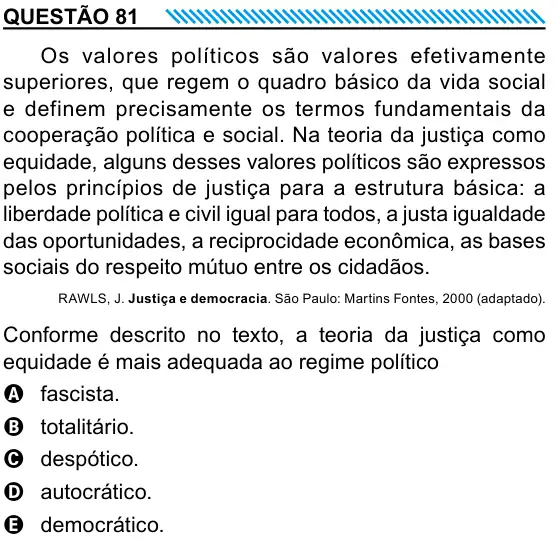 QUESTÃO 81
Os valores políticos são valores efetivamente
superiores, que regem o quadro básico da vida social
e definem precisamente os termos fundamentais da
cooperação política e social. Na teoria da justiça como
equidade, alguns desses valores políticos são expressos
pelos princípios de justiça para a estrutura básica: a
liberdade política e civil igual para todos, a justa igualdade
das oportunidades, a reciprocidade econômica, as bases
sociais do respeito mútuo entre os cidadãos.
RAWLS, J. Justiça e democracia. São Paulo: Martins Fontes, 2000 (adaptado).
Conforme descrito no texto, a teoria da justiça como
equidade é mais adequada ao regime político
A fascista.
B totalitário.
C despótico.
D autocrático.
E democrático.